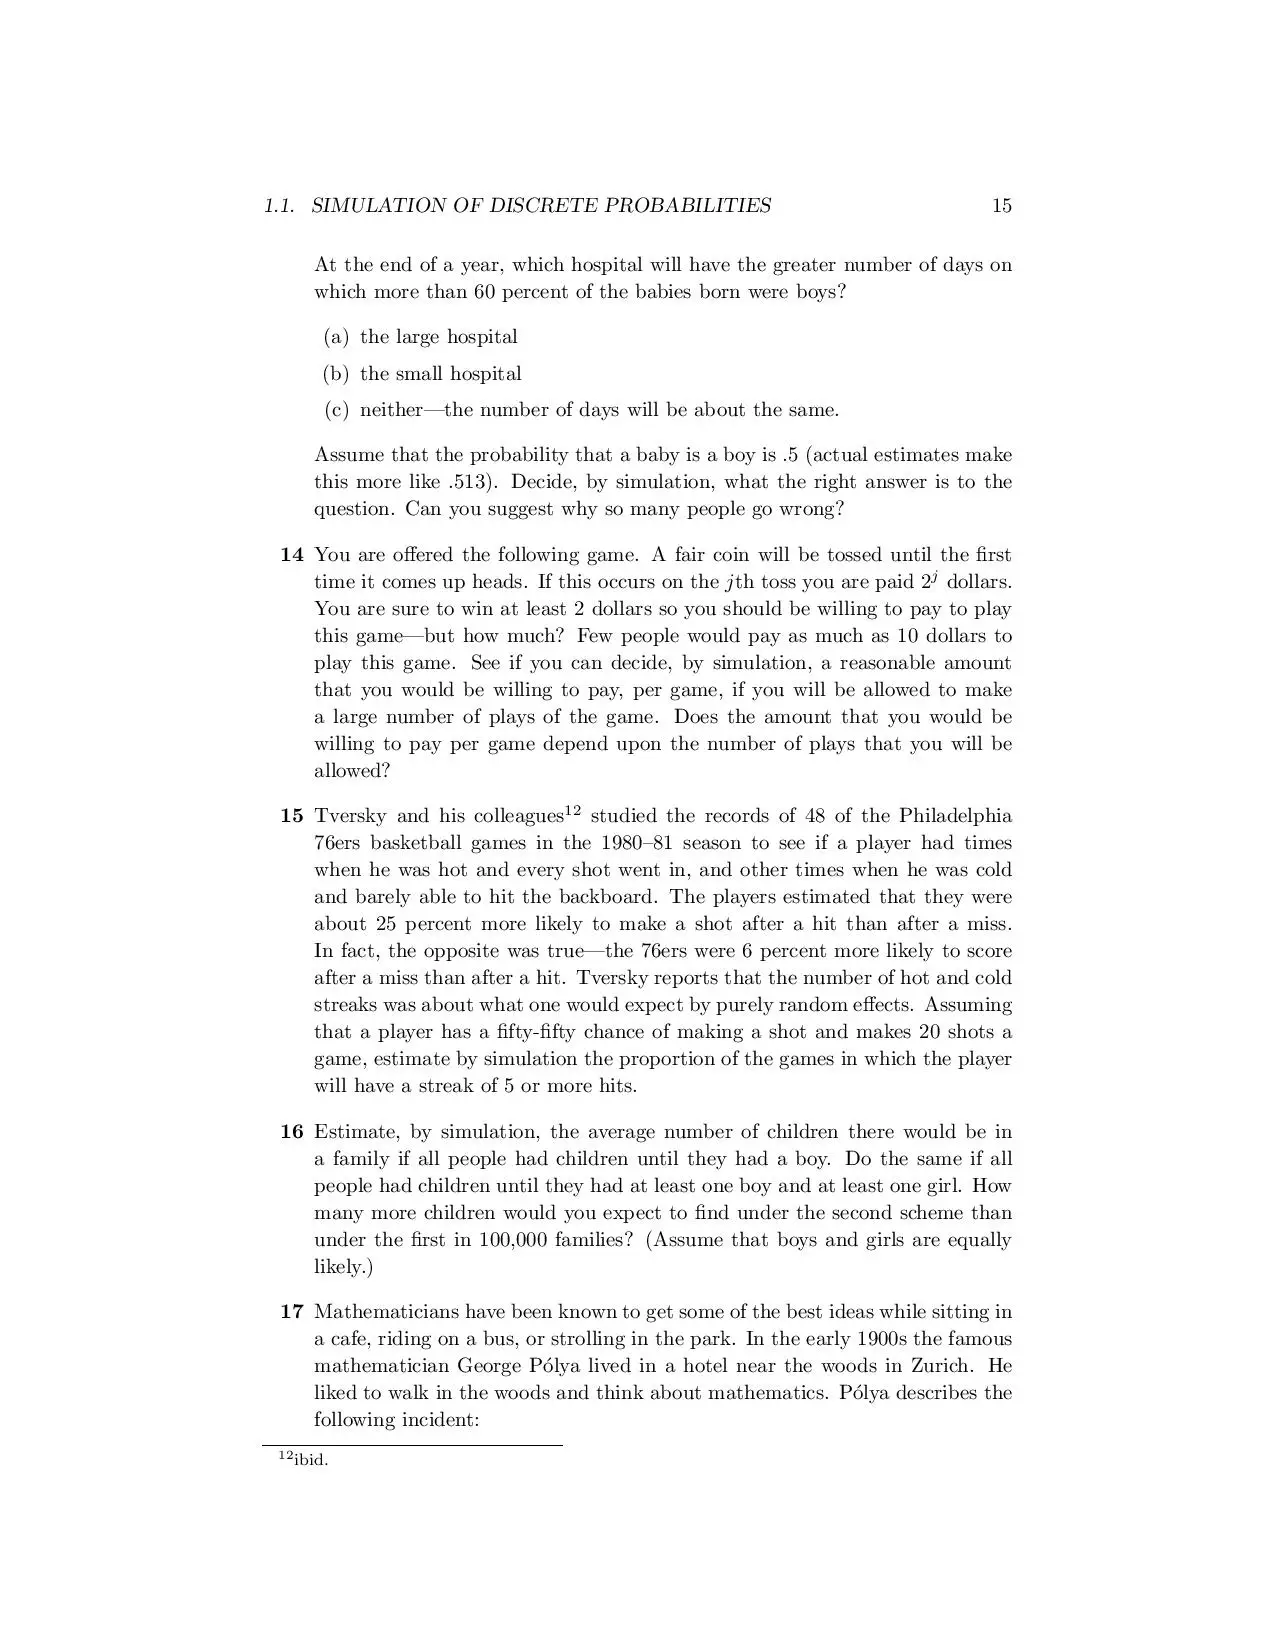 1.1. SIMULATION OF DISCRETE PROBABILITIES 15
At the end of a year, which hospital will have the greater number of days on
which more than 60 percent of the babies born were boys?
(a) the large hospital
(b) the small hospital
(c) neither—the number of days will be about the same.
Assume that the probability that a baby is a boy is .5 (actual estimates make
this more like .513). Decide, by simulation, what the right answer is to the
question. Can you suggest why so many people go wrong?
14 You are offered the following game. A fair coin will be tossed until the first
time it comes up heads. If this occurs on the jth toss you are paid 2^j dollars.
You are sure to win at least 2 dollars so you should be willing to pay to play
this game—but how much? Few people would pay as much as 10 dollars to
play this game. See if you can decide, by simulation, a reasonable amount
that you would be willing to pay, per game, if you will be allowed to make
a large number of plays of the game. Does the amount that you would be
willing to pay per game depend upon the number of plays that you will be
allowed?
15 Tversky and his colleagues¹² studied the records of 48 of the Philadelphia
76ers basketball games in the 1980–81 season to see if a player had times
when he was hot and every shot went in, and other times when he was cold
and barely able to hit the backboard. The players estimated that they were
about 25 percent more likely to make a shot after a hit than after a miss.
In fact, the opposite was true—the 76ers were 6 percent more likely to score
after a miss than after a hit. Tversky reports that the number of hot and cold
streaks was about what one would expect by purely random effects. Assuming
that a player has a fifty-fifty chance of making a shot and makes 20 shots a
game, estimate by simulation the proportion of the games in which the player
will have a streak of 5 or more hits.
16 Estimate, by simulation, the average number of children there would be in
a family if all people had children until they had a boy. Do the same if all
people had children until they had at least one boy and at least one girl. How
many more children would you expect to find under the second scheme than
under the first in 100,000 families? (Assume that boys and girls are equally
likely.)
17 Mathematicians have been known to get some of the best ideas while sitting in
a cafe, riding on a bus, or strolling in the park. In the early 1900s the famous
mathematician George Pólya lived in a hotel near the woods in Zurich. He
liked to walk in the woods and think about mathematics. Pólya describes the
following incident:
¹²ibid.